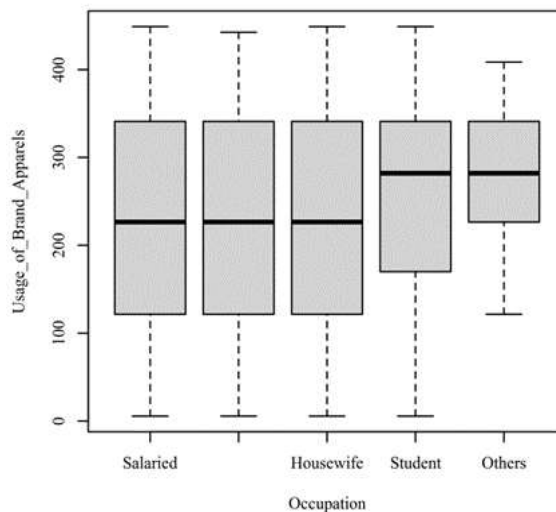 Usage_of_Brand_Apparels
400
300
200
100
0
Salaried Housewife Student Others
Occupation